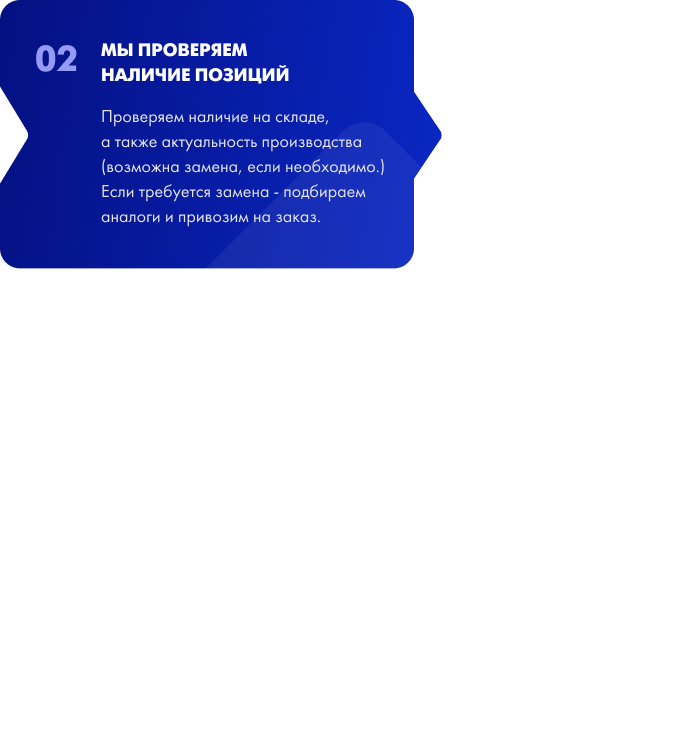 02
МЫ ПРОВЕРЯЕМ
НАЛИЧИЕ ПОЗИЦИЙ
Проверяем наличие на складе,
а также актуальность производства
(возможна замена, если необходимо.)
Если требуется замена - подбираем
аналоги и привозим на заказ.